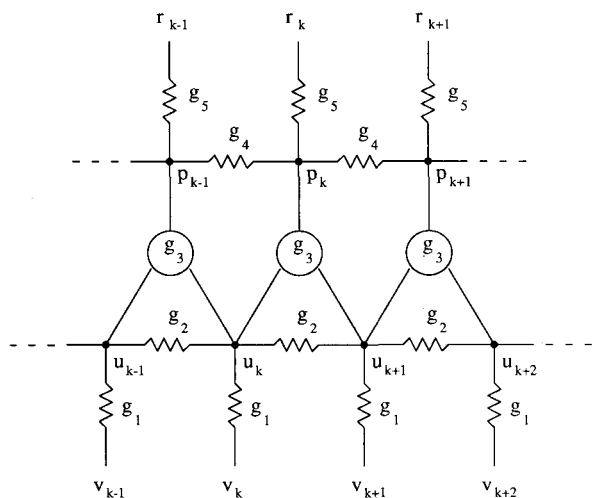 r k-1 r k r k+1
g 5 g 5 g 5
g 4 g 4
p k-1 p k p k+1
g 3 g 3 g 3
g 2 g 2 g 2
u k-1 u k u k+1 u k+2
g 1 g 1 g 1 g 1
v k-1 v k v k+1 v k+2